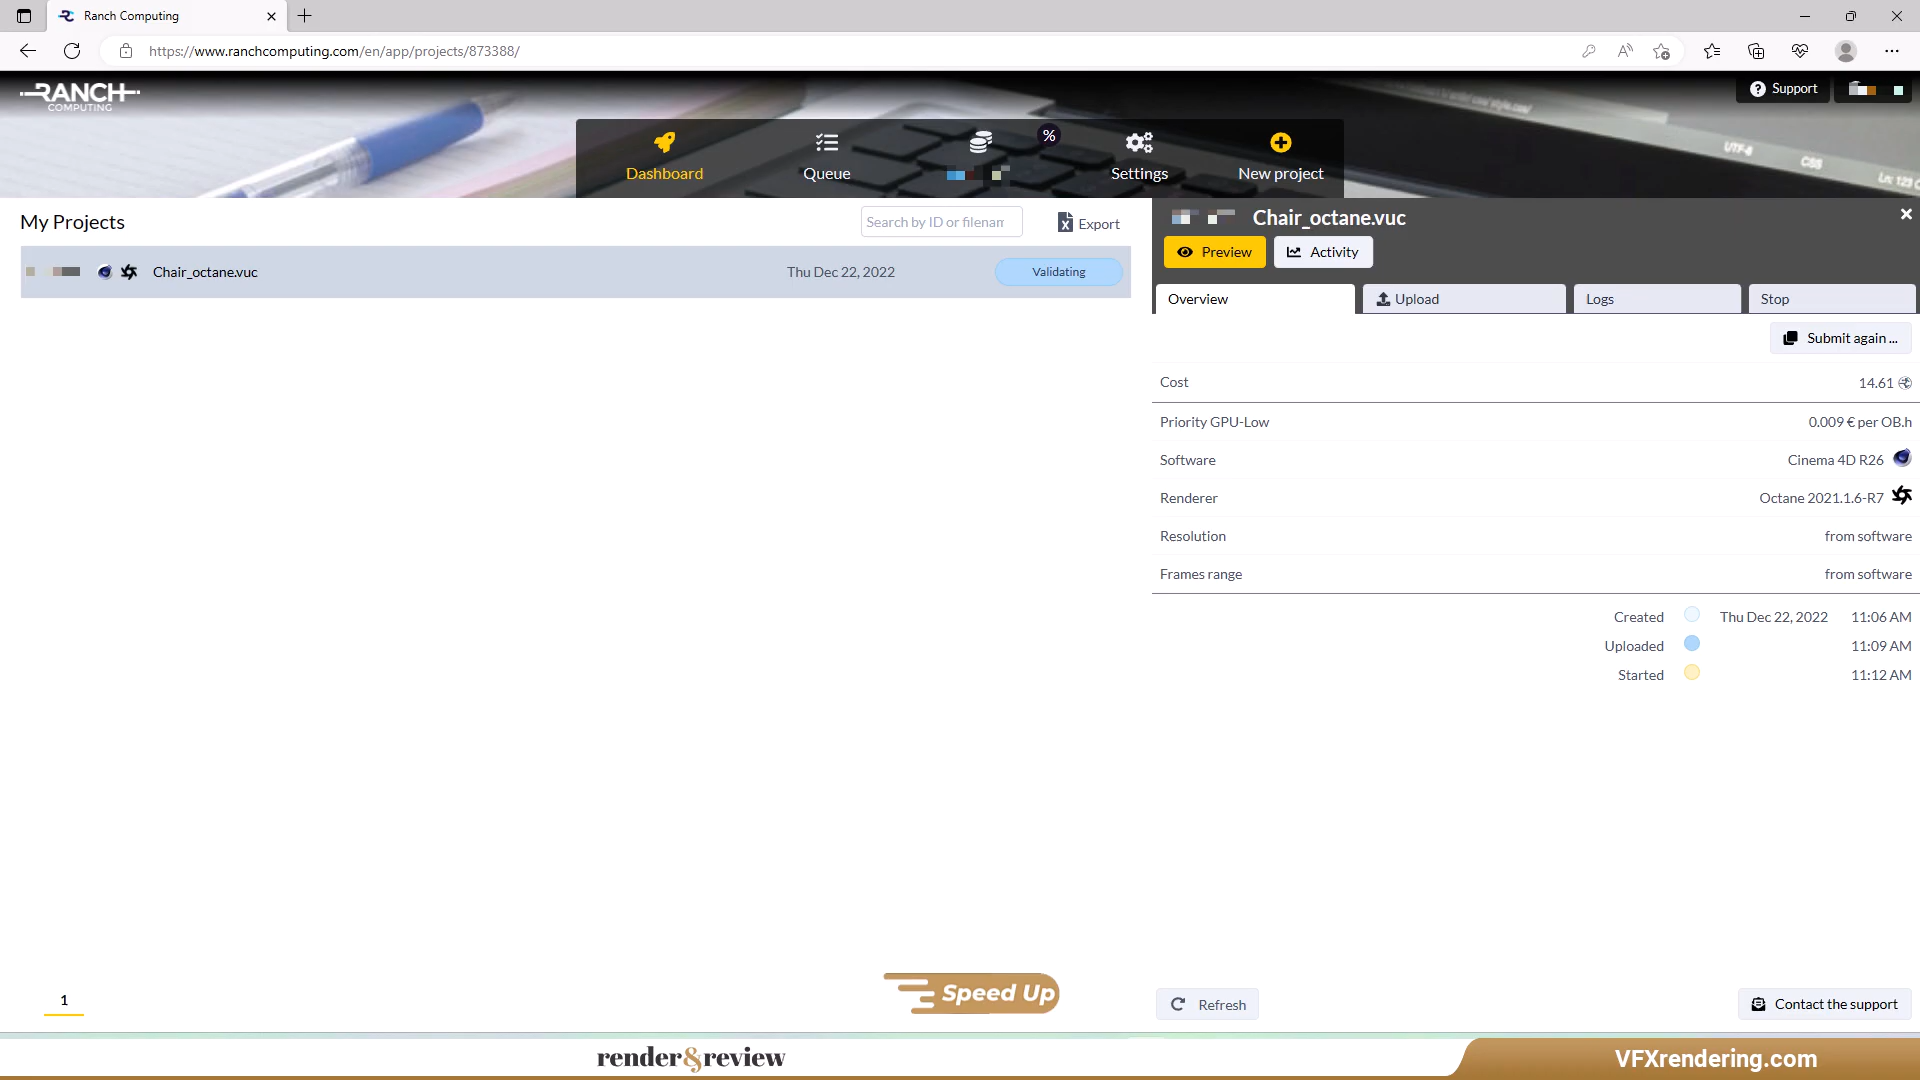 Ranch Computing
https://www.ranchcomputing.com/en/app/projects/873388/
RANCH
COMPUTING
Support
UTF-8
CSS
%
Dashboard
Queue
Settings
New project
My Projects
Search by ID or filenam
Export
Chair_octane.vuc
Thu Dec 22, 2022
Validating
Chair_octane.vuc
Preview
Activity
Overview
Upload
Logs
Stop
Submit again ...
Cost
14.61
Priority GPU-Low
0.009 € per OB.h
Software
Cinema 4D R26
Renderer
Octane 2021.1.6-R7
Resolution
from software
Frames range
from software
Created Thu Dec 22, 2022 11:06 AM
Uploaded 11:09 AM
Started 11:12 AM
1
Speed Up
Refresh
Contact the support
render&review
VFXrendering.com